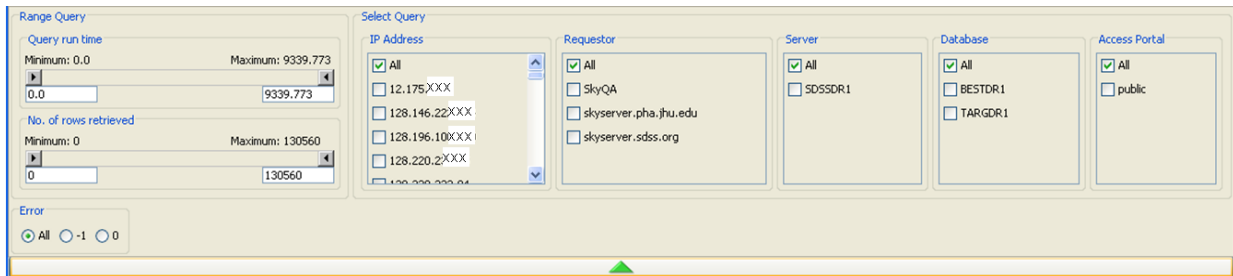 Range Query
Query run time
Minimum: 0.0 Maximum: 9339.773
0.0 9339.773
No. of rows retrieved
Minimum: 0 Maximum: 130560
0 130560
Select Query
IP Address
All
12.175.XXX
128.146.22XXX
128.196.10XXX
128.220.2XXX
Requestor
All
SkyQA
skyserver.pha.jhu.edu
skyserver.sdss.org
Server
All
SDSSDR1
Database
All
BESTDR1
TARGDR1
Access Portal
All
public
Error
All -1 0